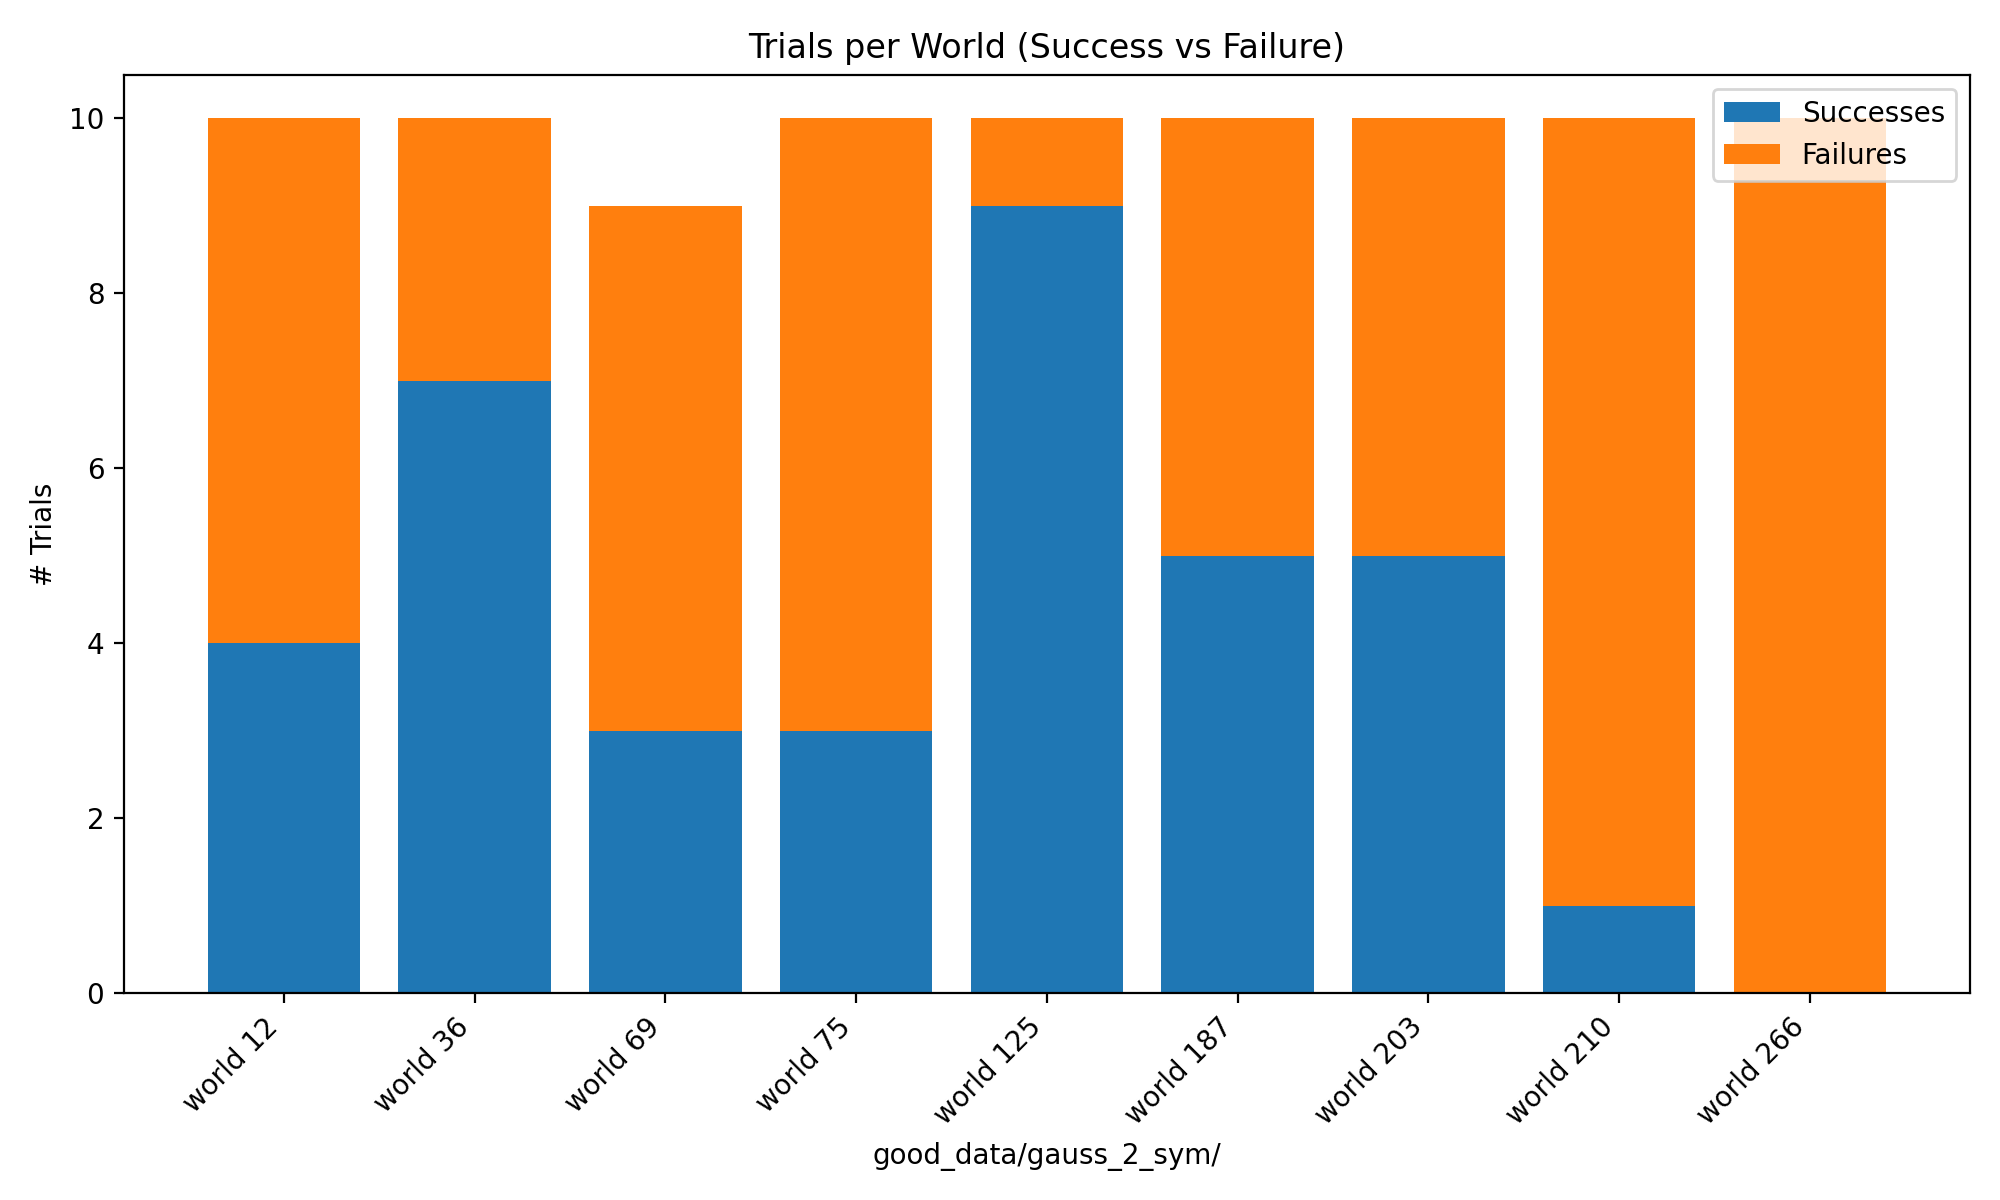 Trials per World (Success vs Failure)
Successes
Failures
10
8
6
4
2
0
# Trials
world 12
world 36
world 69
world 75
world 125
world 187
world 203
world 210
world 266
good_data/gauss_2_sym/